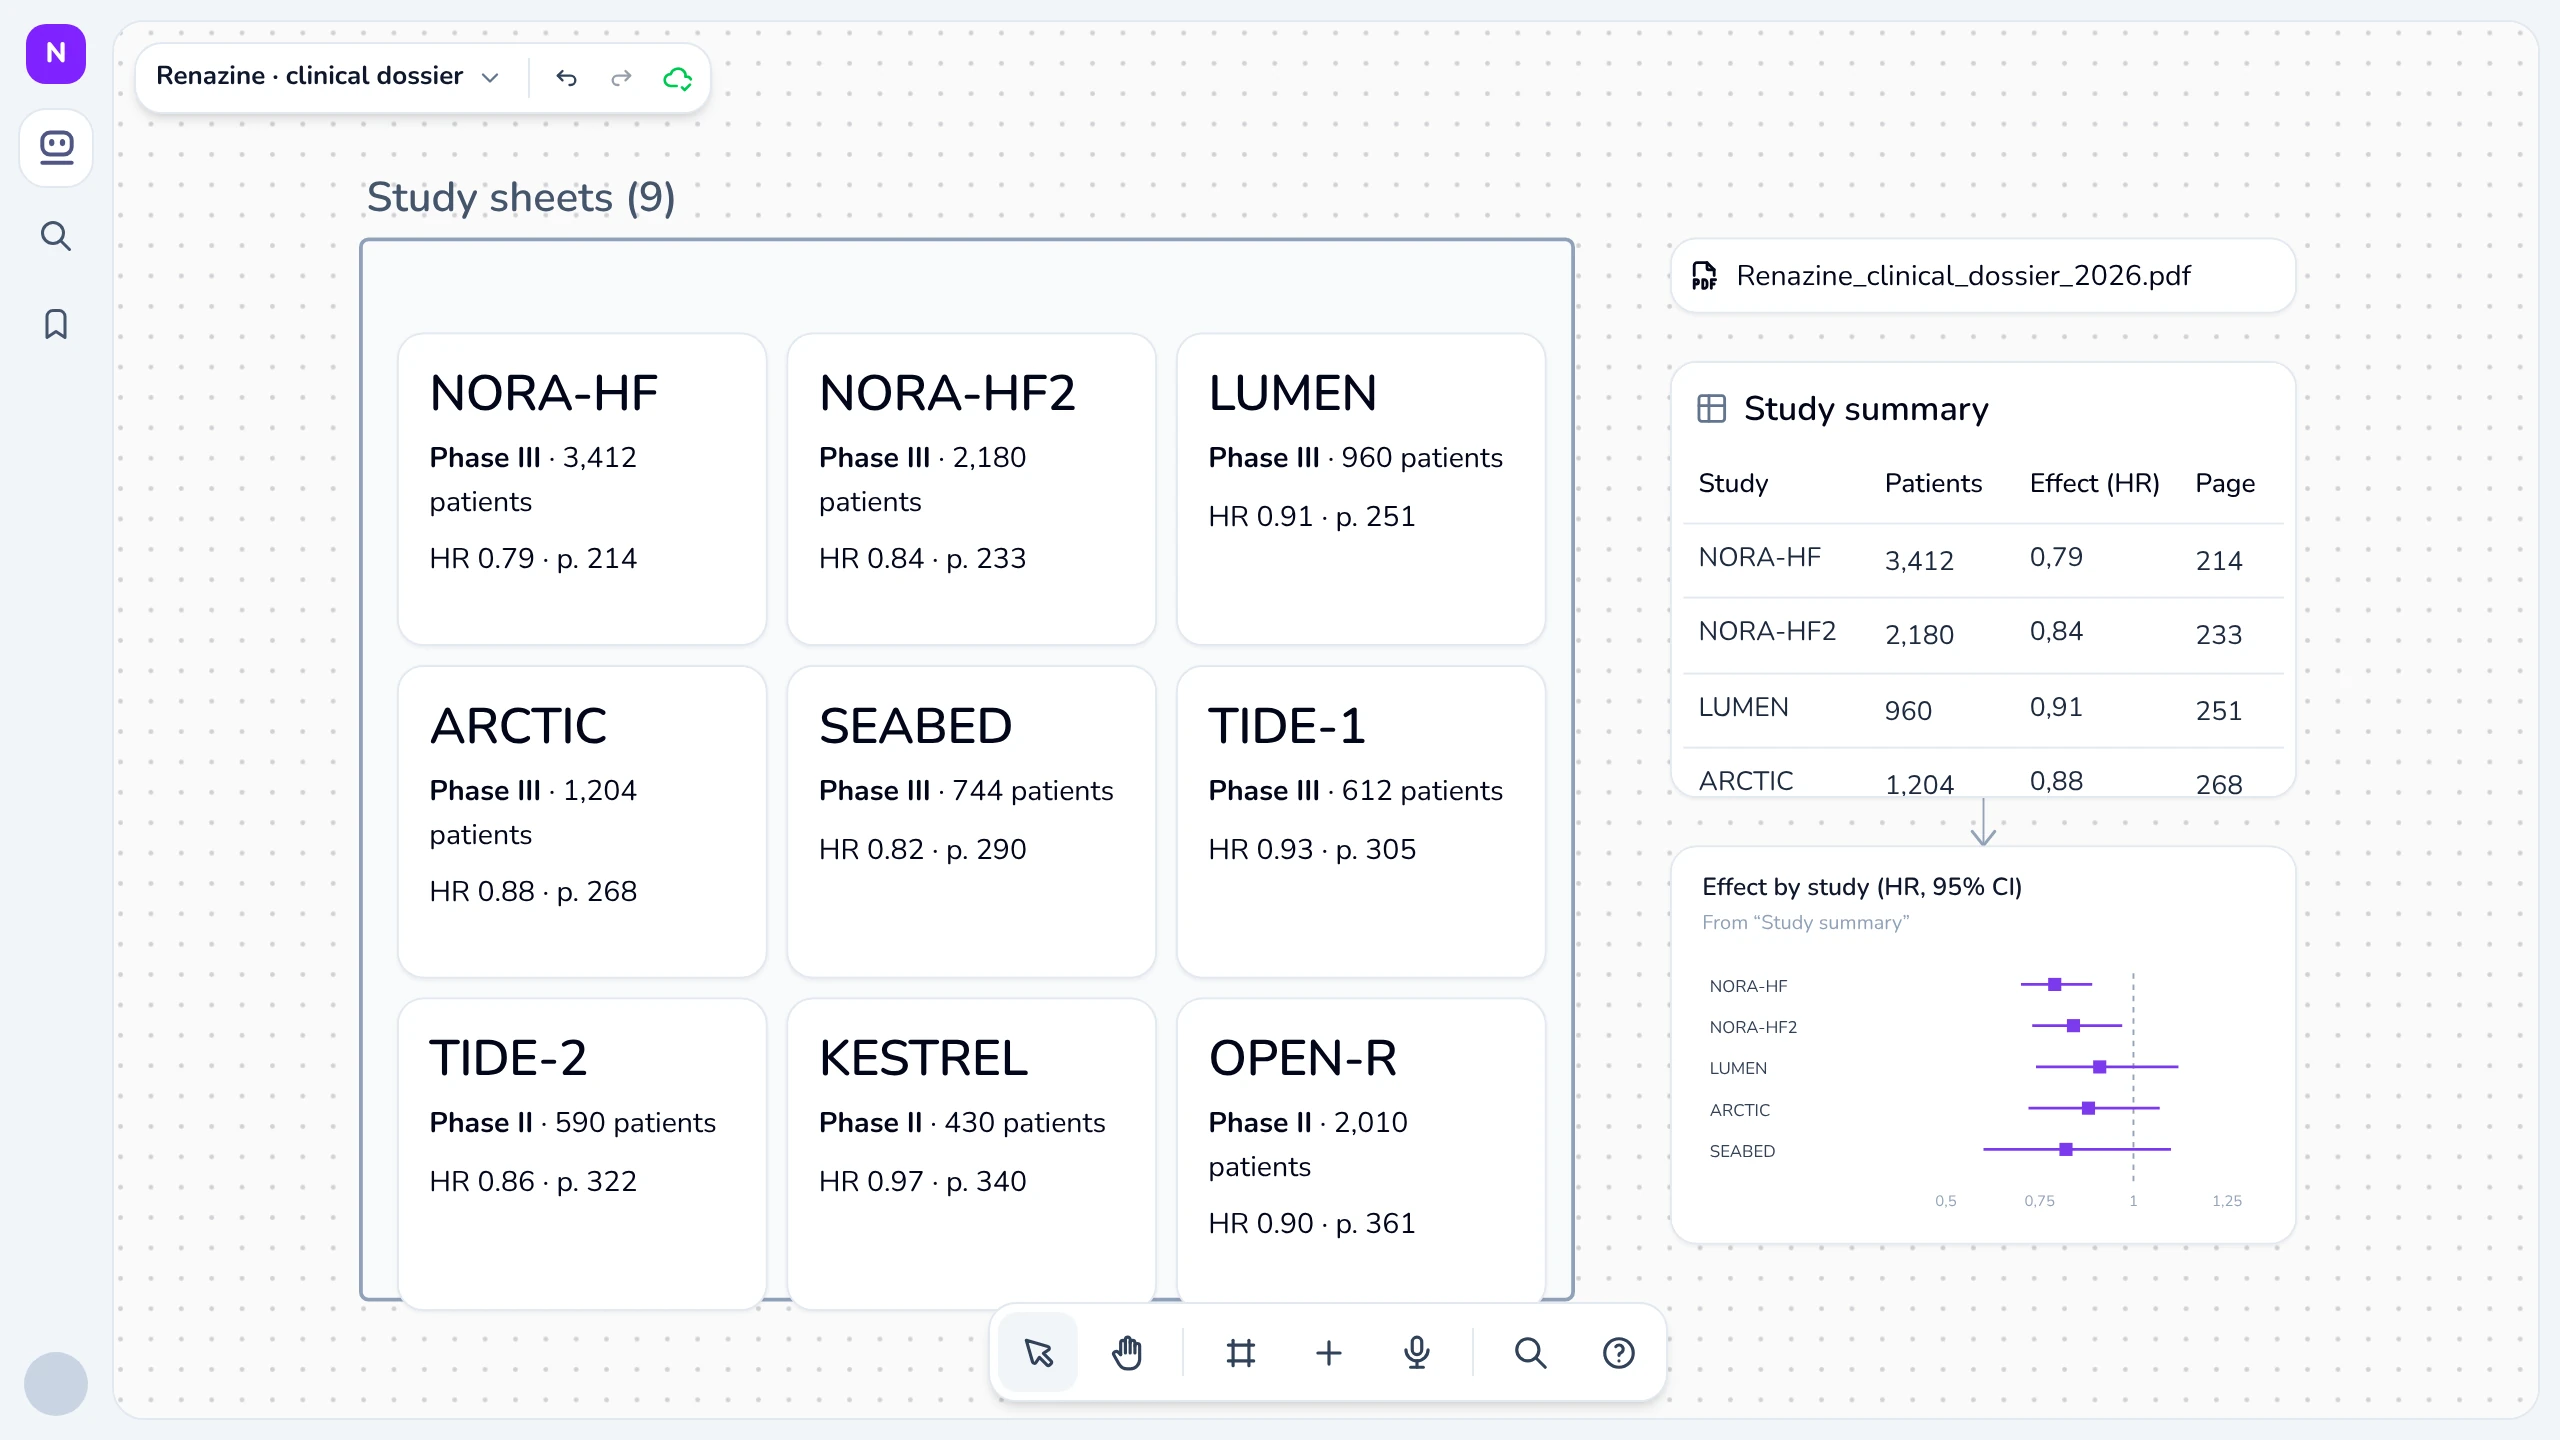 N
Renazine · clinical dossier
Study sheets (9)
NORA-HF
Phase III · 3,412
patients
HR 0.79 · p. 214
NORA-HF2
Phase III · 2,180
patients
HR 0.84 · p. 233
LUMEN
Phase III · 960 patients
HR 0.91 · p. 251
ARCTIC
Phase III · 1,204
patients
HR 0.88 · p. 268
SEABED
Phase III · 744 patients
HR 0.82 · p. 290
TIDE-1
Phase III · 612 patients
HR 0.93 · p. 305
TIDE-2
Phase II · 590 patients
HR 0.86 · p. 322
KESTREL
Phase II · 430 patients
HR 0.97 · p. 340
OPEN-R
Phase II · 2,010
patients
HR 0.90 · p. 361
PDF Renazine_clinical_dossier_2026.pdf
Study summary
Study Patients Effect (HR) Page
NORA-HF 3,412 0,79 214
NORA-HF2 2,180 0,84 233
LUMEN 960 0,91 251
ARCTIC 1,204 0,88 268
Effect by study (HR, 95% CI)
From “Study summary”
NORA-HF
NORA-HF2
LUMEN
ARCTIC
SEABED
0,5 0,75 1 1,25